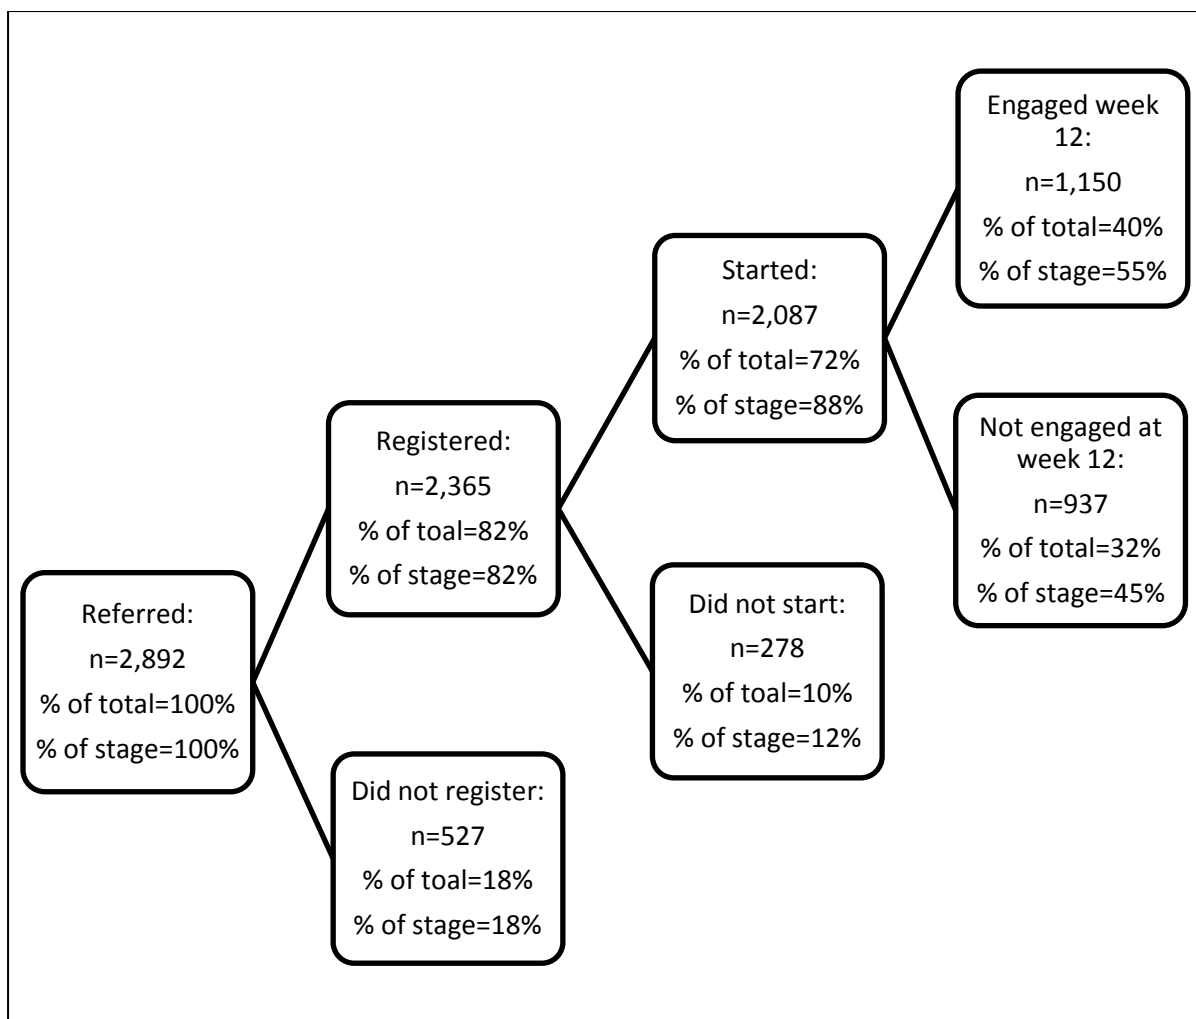 Engaged week
12:
n=1,150
% of total=40%
% of stage=55%
Started:
n=2,087
% of total=72%
% of stage=88%
Not engaged at
week 12:
n=937
% of total=32%
% of stage=45%
Registered:
n=2,365
% of toal=82%
% of stage=82%
Did not start:
n=278
% of toal=10%
% of stage=12%
Referred:
n=2,892
% of total=100%
% of stage=100%
Did not register:
n=527
% of toal=18%
% of stage=18%